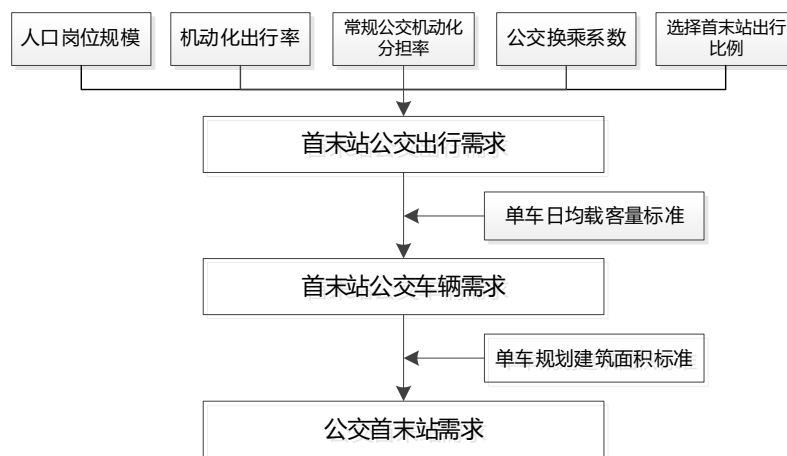 人口岗位规模
机动化出行率
常规公交机动化
分担率
公交换乘系数
选择首末站出行
比例
首末站公交出行需求
单车日均载客量标准
首末站公交车辆需求
单车规划建筑面积标准
公交首末站需求